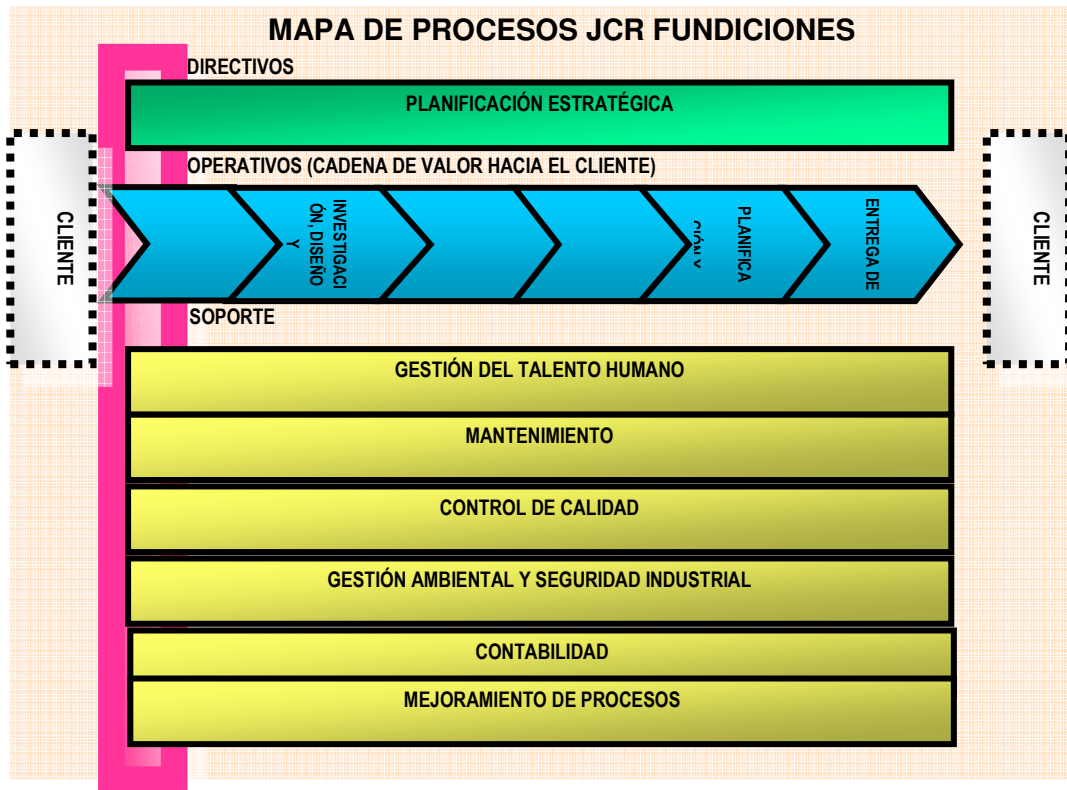 MAPA DE PROCESOS JCR FUNDICIONES
DIRECTIVOS
PLANIFICACIÓN ESTRATÉGICA
OPERATIVOS (CADENA DE VALOR HACIA EL CLIENTE)
CLIENTE
INVESTIGACI
ÓN, DISEÑO
Y
PLANIFICA
CIÓN Y
ENTREGA DE
CLIENTE
SOPORTE
GESTIÓN DEL TALENTO HUMANO
MANTENIMIENTO
CONTROL DE CALIDAD
GESTIÓN AMBIENTAL Y SEGURIDAD INDUSTRIAL
CONTABILIDAD
MEJORAMIENTO DE PROCESOS